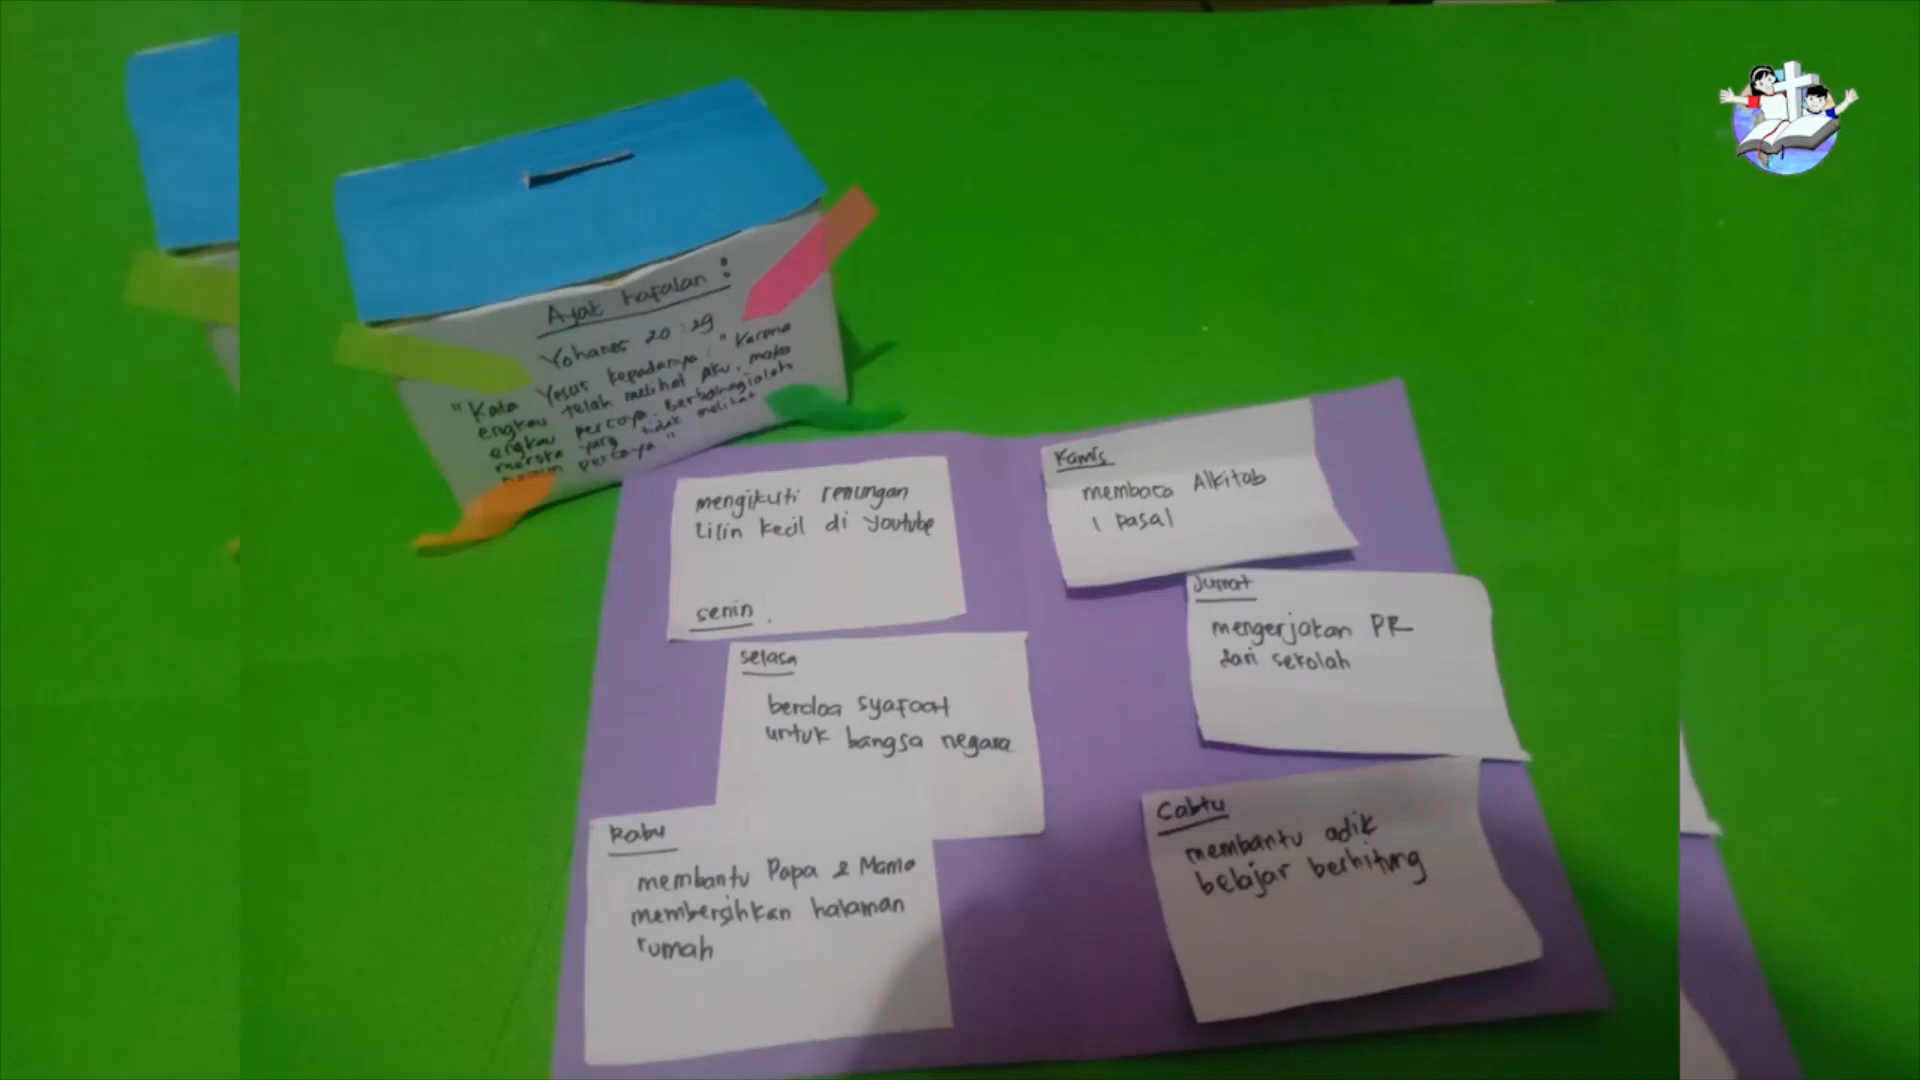 Ayat hafalan :
Yohanes 20 : 29
"Kata Yesus kepadanya : "Karena
engkau telah melihat Aku, maka
engkau percaya. Berbahagialah
mereka yang tidak melihat
namun percaya."
mengikuti renungan
Lilin kecil di Youtube
senin
selasa
berdoa syafaat
untuk bangsa negara
Rabu
membantu Papa & Mama
membersihkan halaman
rumah
Kamis
membaca Alkitab
1 pasal
Jumat
mengerjakan PR
dari sekolah
Cabtu
membantu adik
belajar berhitung